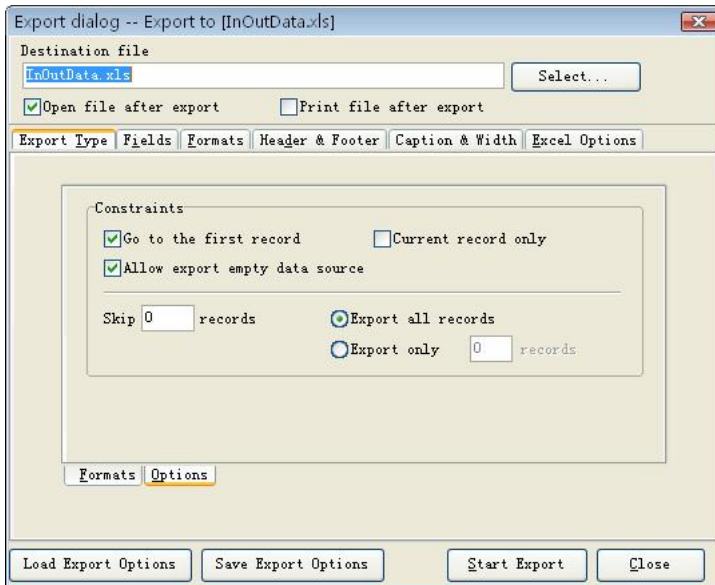 Export dialog -- Export to [InOutData.xls]
Destination file
InOutData.xls
Select...
Open file after export
Print file after export
Export Type Fields Formats Header & Footer Caption & Width Excel Options
Constraints
Go to the first record
Current record only
Allow export empty data source
Skip 0 records
Export all records
Export only 0 records
Formats Options
Load Export Options Save Export Options Start Export Close